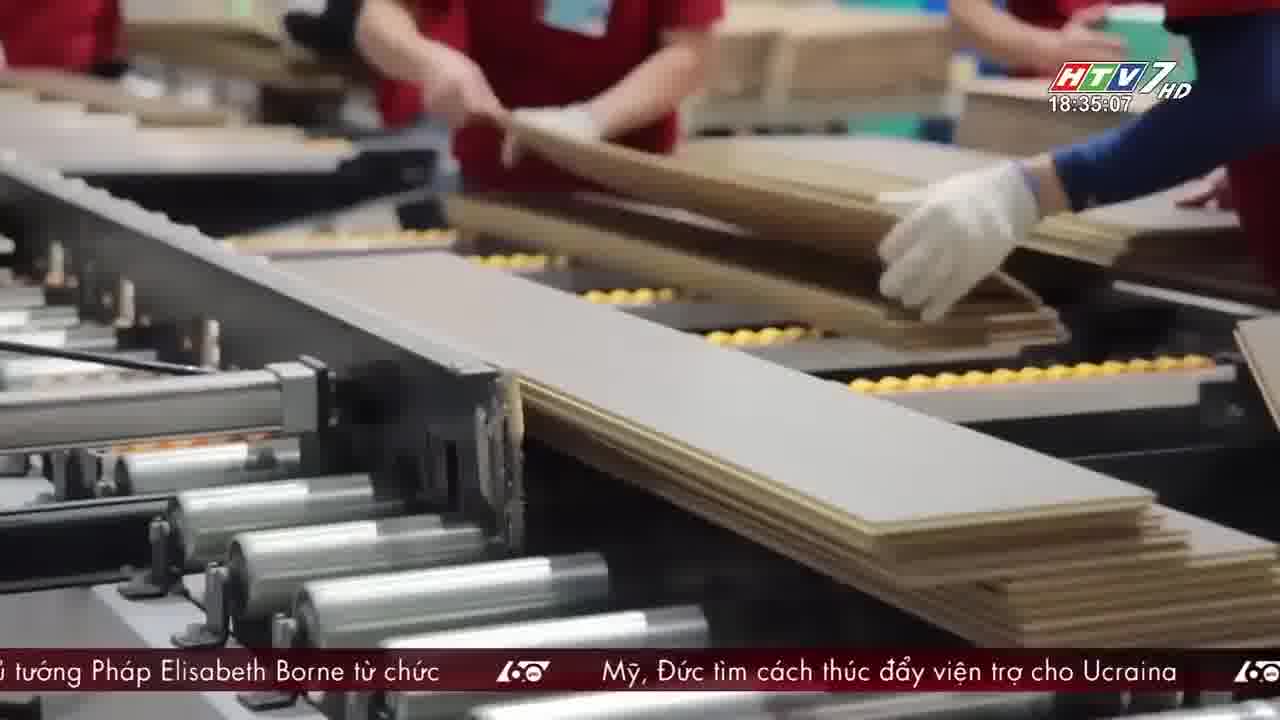 HTV7 HD
18:35:07
tướng Pháp Elisabeth Borne từ chức
60
Mỹ, Đức tìm cách thúc đẩy viện trợ cho Ucraina